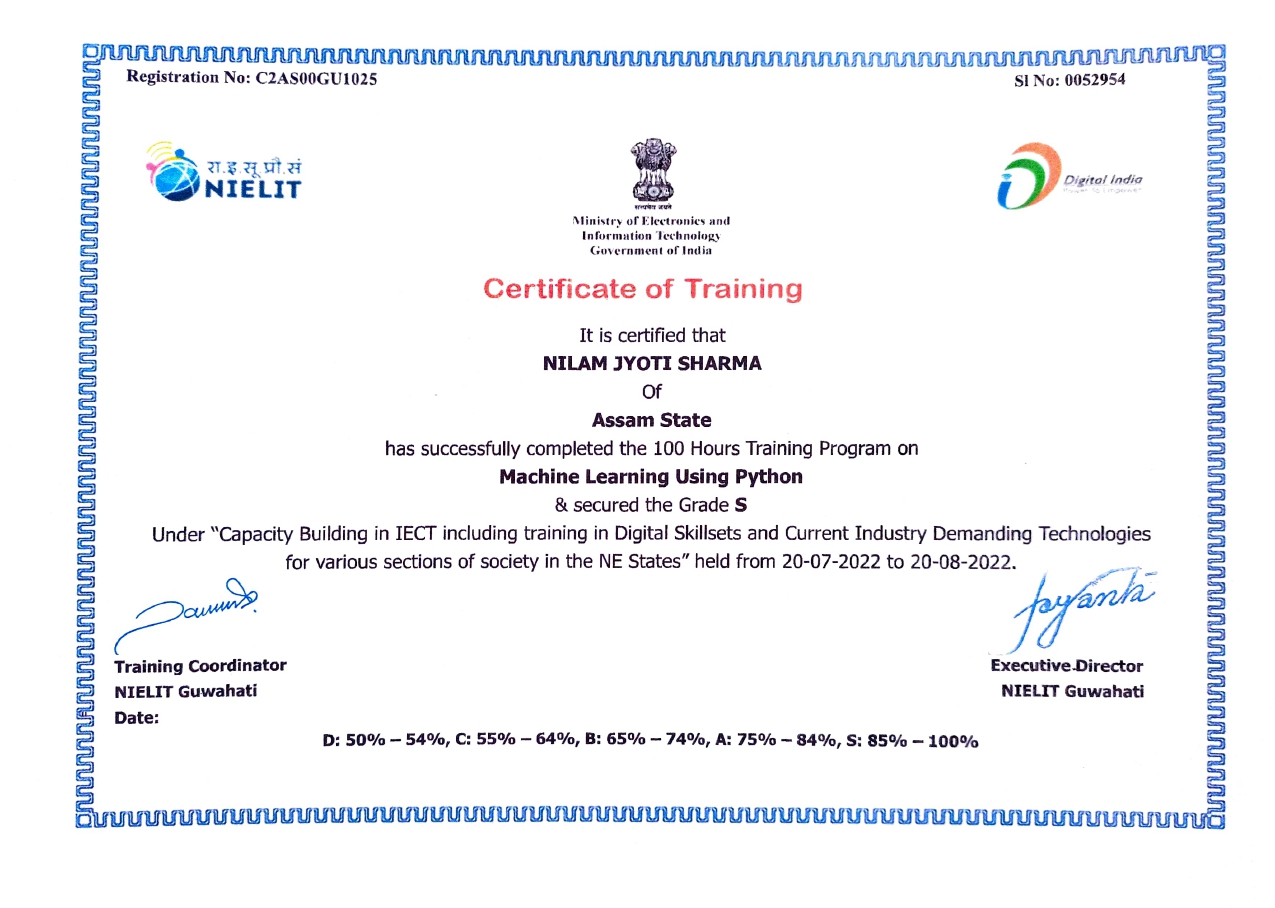 Registration No: C2AS00GU1025
Sl No: 0052954
रा.इ.सू.प्रौ.सं
NIELIT
सत्यमेव जयते
Ministry of Electronics and
Information Technology
Government of India
Digital India
Power To Empower
Certificate of Training
It is certified that
NILAM JYOTI SHARMA
Of
Assam State
has successfully completed the 100 Hours Training Program on
Machine Learning Using Python
& secured the Grade S
Under “Capacity Building in IECT including training in Digital Skillsets and Current Industry Demanding Technologies
for various sections of society in the NE States” held from 20-07-2022 to 20-08-2022.
Jayanta
Training Coordinator
NIELIT Guwahati
Date:
Executive Director
NIELIT Guwahati
D: 50% – 54%, C: 55% – 64%, B: 65% – 74%, A: 75% – 84%, S: 85% – 100%